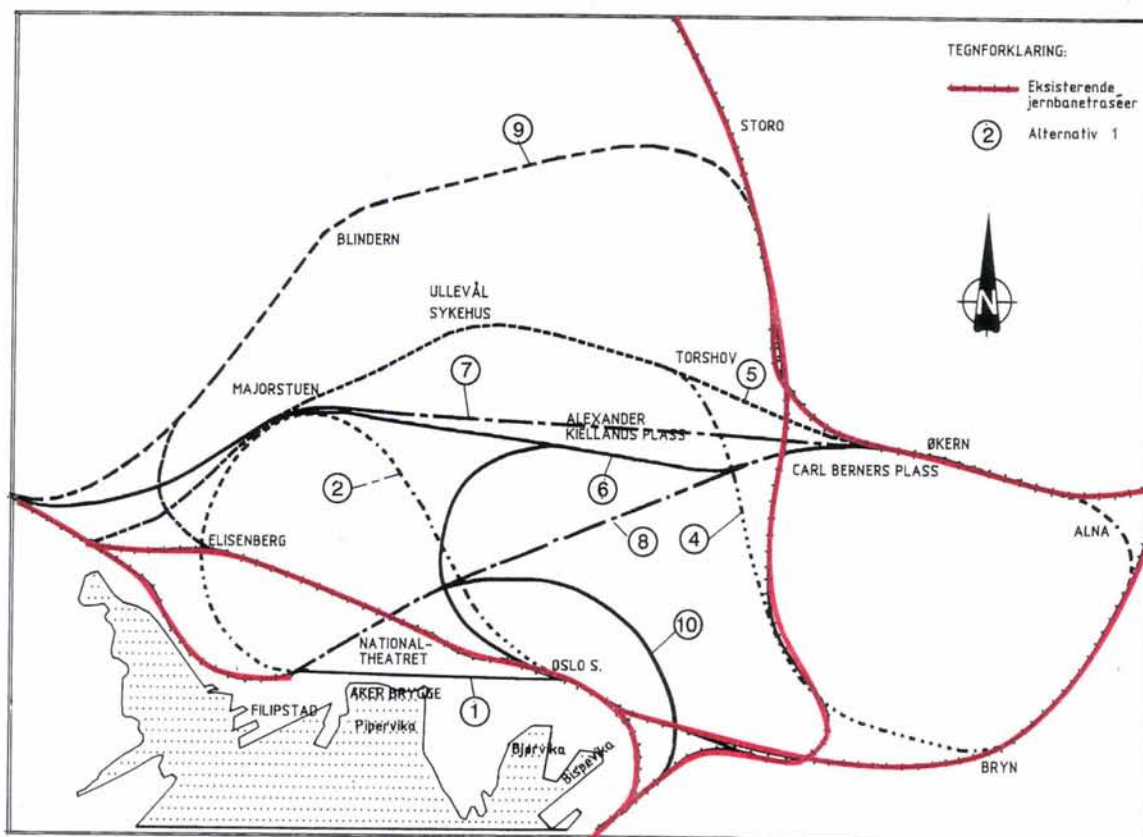 TEGNFORKLARING:
Eksisterende
jernbanetraséer
② Alternativ 1
STORO
⑨
BLINDERN
N
ULLEVÅL
SYKEHUS
TORSHOV
⑤
⑦
MAJORSTUEN
ALEXANDER
KIELLANDS PLASS
ØKERN
CARL BERNERS PLASS
②
⑥
⑧
④
ALNA
ELISENBERG
⑩
NATIONAL-
THEATRET
OSLO S.
AKER BRYGGE
①
FILIPSTAD
Pipervika
Bjørvika
Bispevika
BRYN